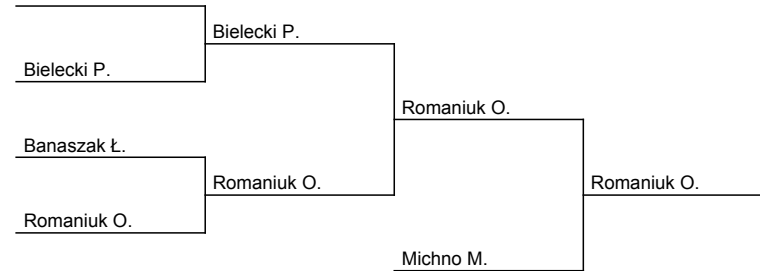 Bielecki P.
Bielecki P.
Romaniuk O.
Banaszak Ł.
Romaniuk O.
Romaniuk O.
Romaniuk O.
Michno M.